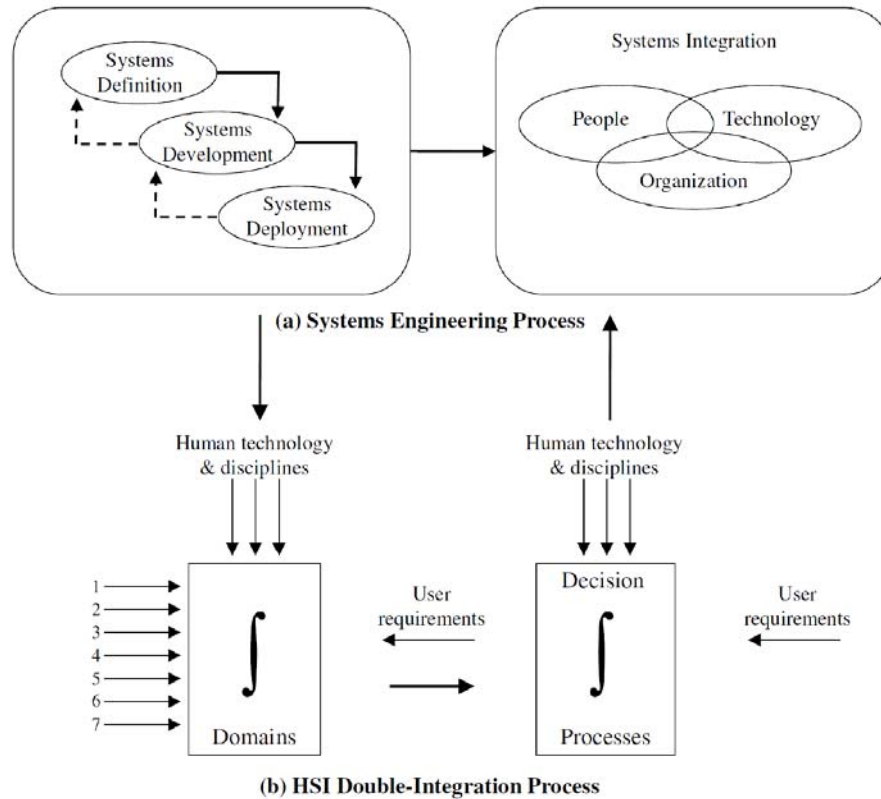 Systems
Definition
Systems
Development
Systems
Deployment
Systems Integration
People
Technology
Organization
(a) Systems Engineering Process
Human technology
& disciplines
Human technology
& disciplines
1
2
3
4
5
6
7
∫
Domains
User
requirements
Decision
∫
Processes
User
requirements
(b) HSI Double-Integration Process